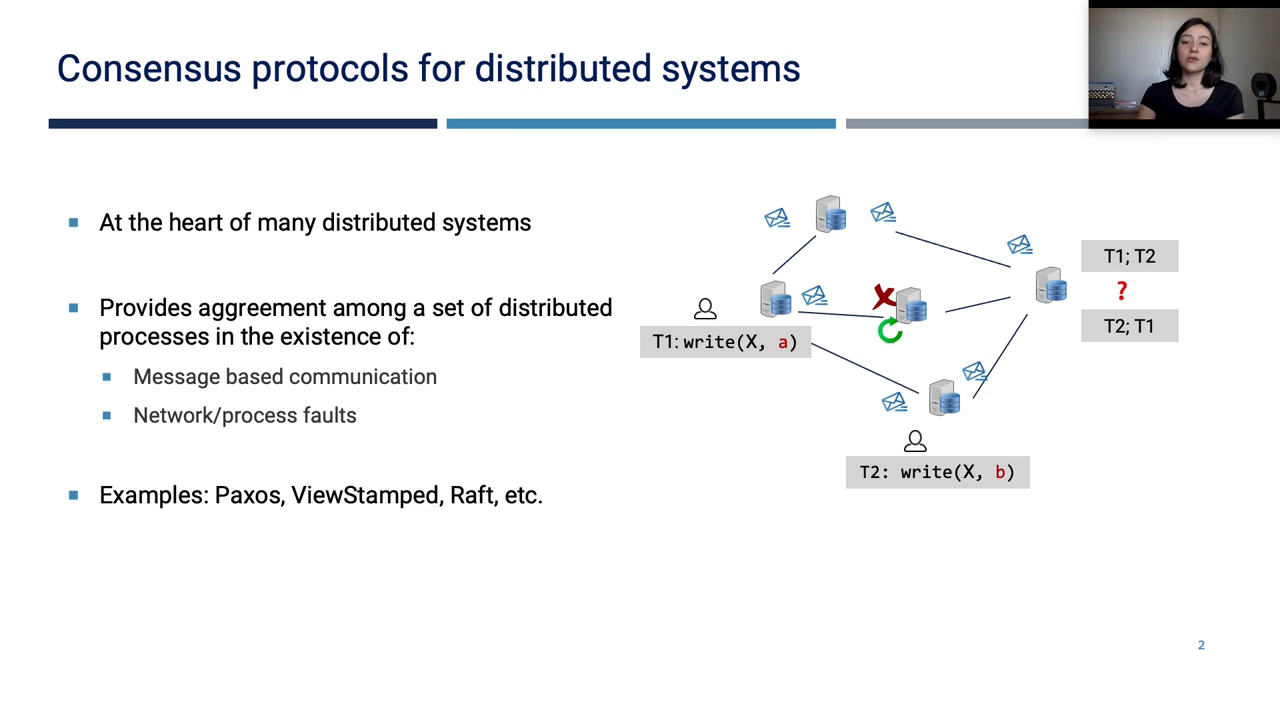 Consensus protocols for distributed systems
At the heart of many distributed systems
Provides aggreement among a set of distributed
processes in the existence of:
Message based communication
Network/process faults
Examples: Paxos, ViewStamped, Raft, etc.
T1: write(X, a)
T2: write(X, b)
T1; T2
?
T2; T1
2